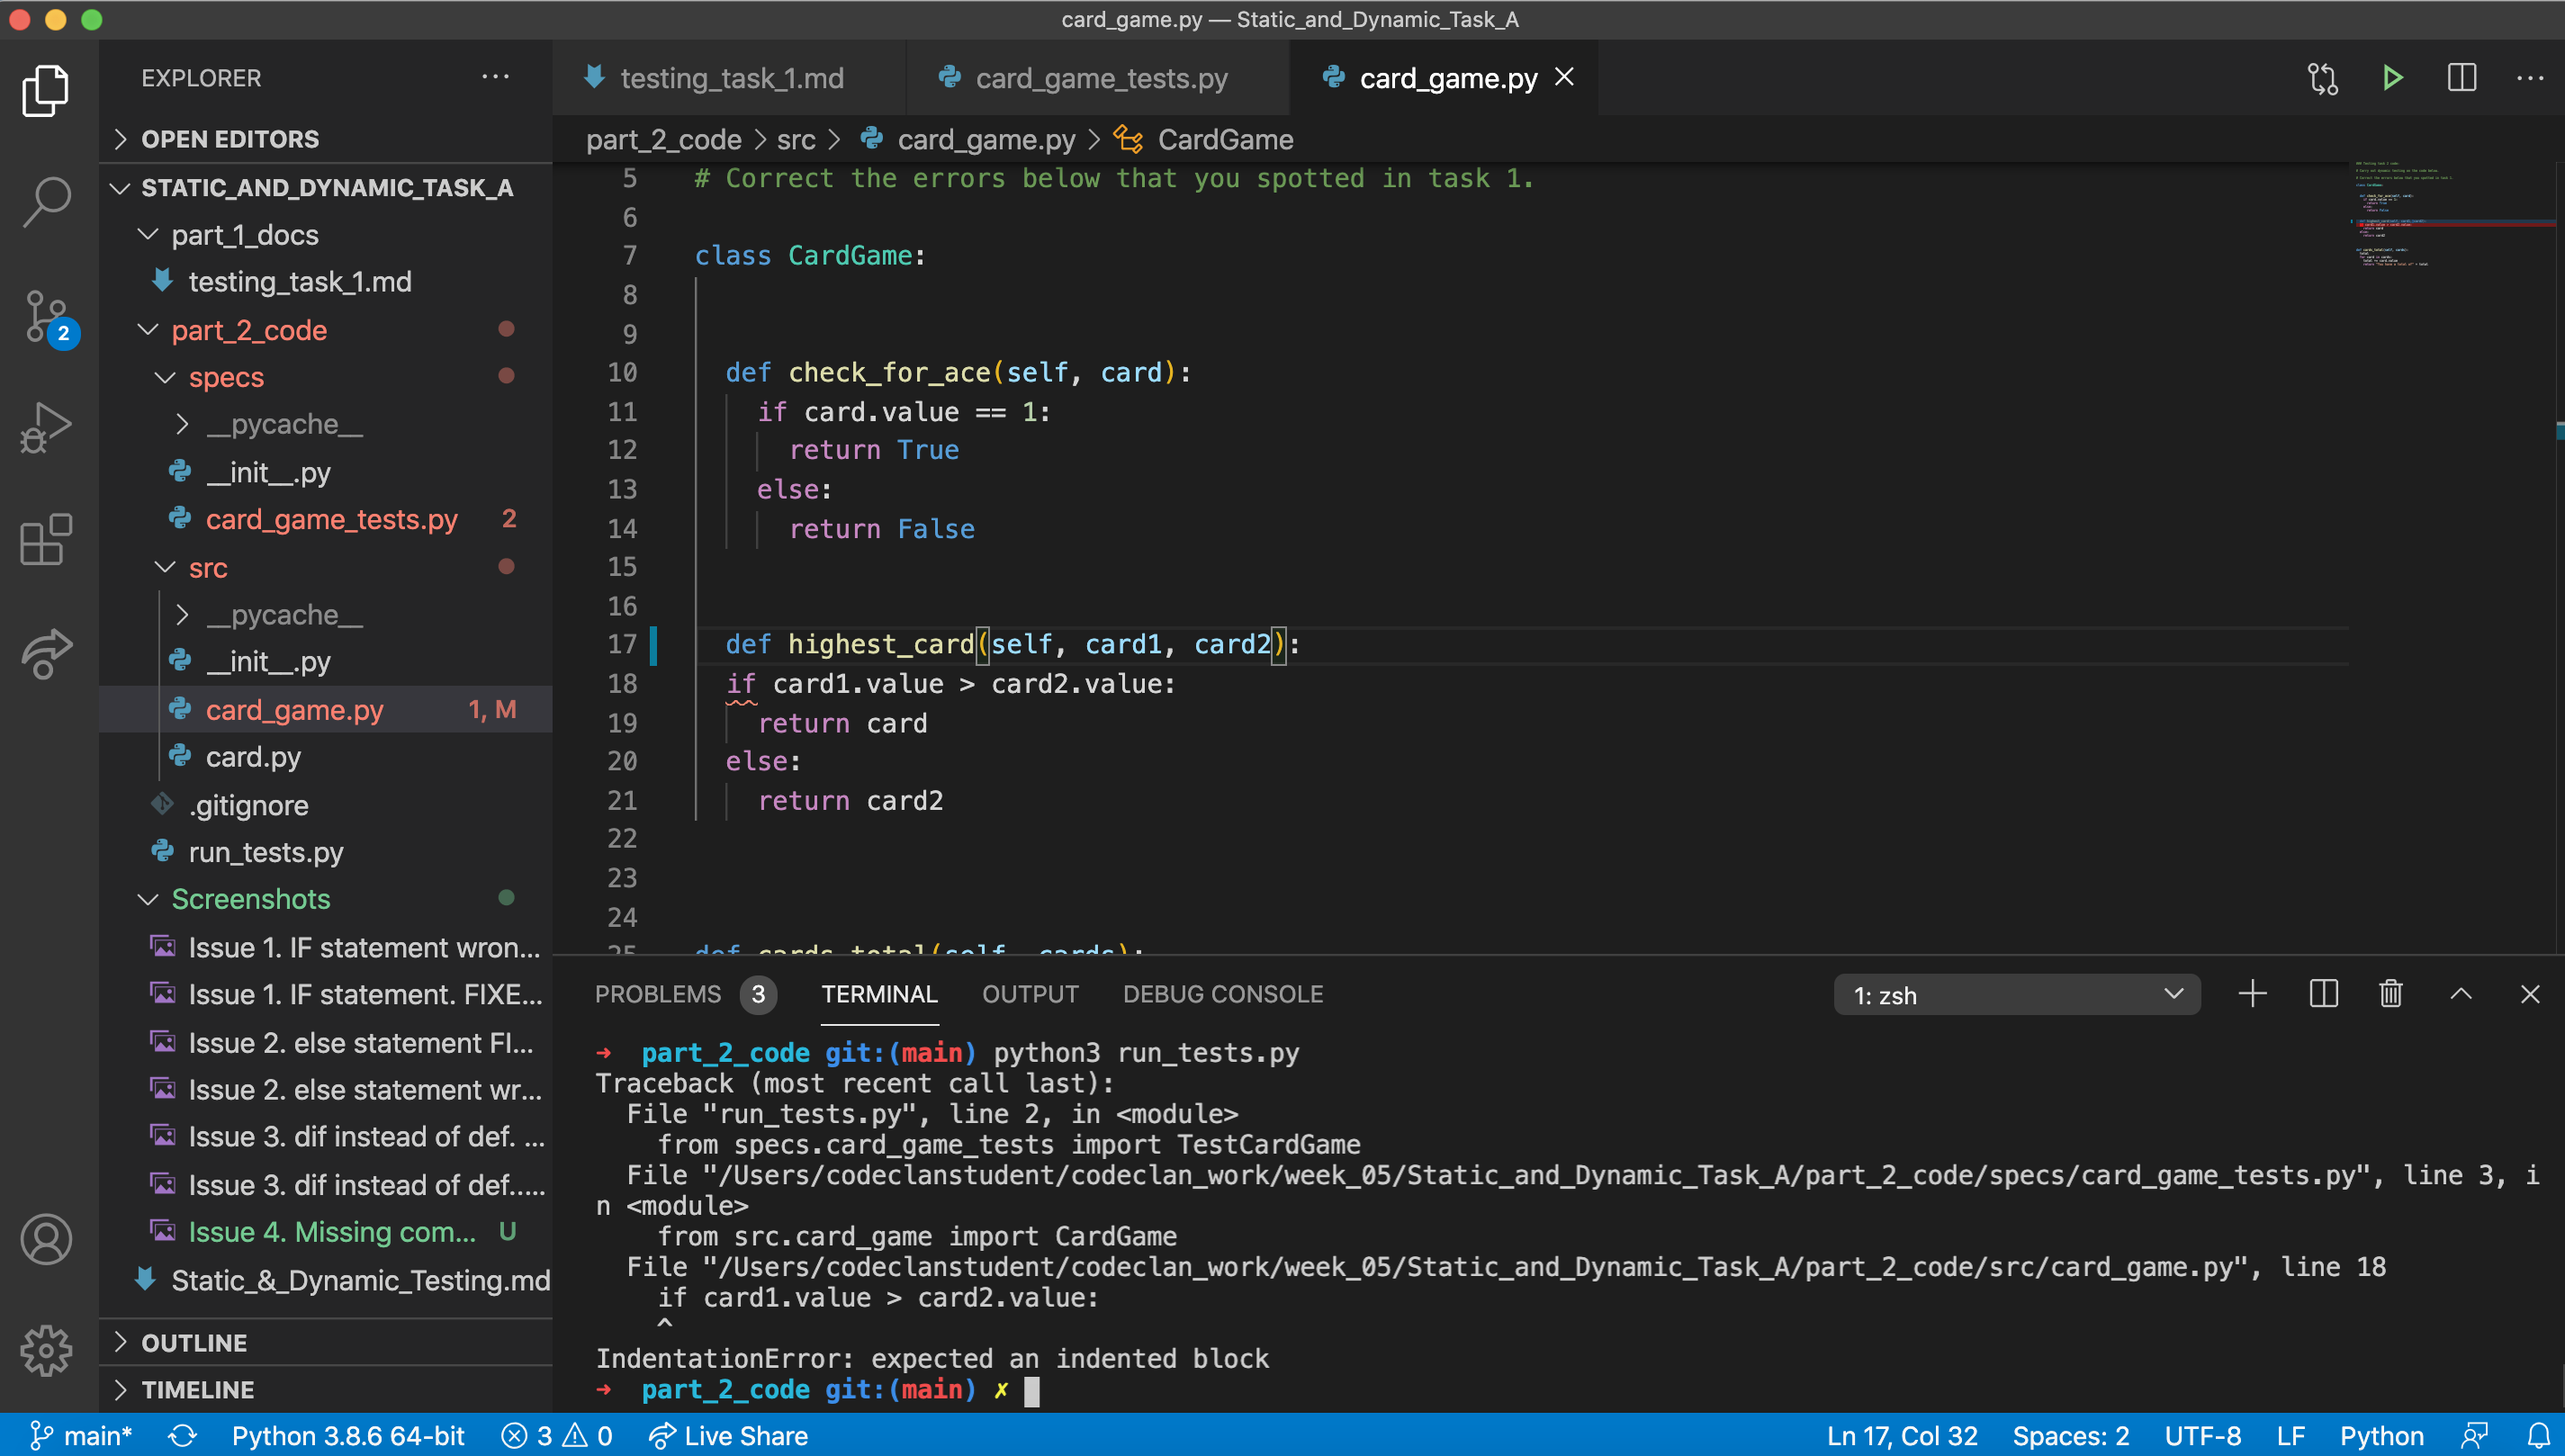 card_game.py — Static_and_Dynamic_Task_A
EXPLORER
OPEN EDITORS
STATIC_AND_DYNAMIC_TASK_A
part_1_docs
testing_task_1.md
part_2_code
specs
__pycache__
__init__.py
card_game_tests.py 2
src
__pycache__
__init__.py
card_game.py 1, M
card.py
.gitignore
run_tests.py
Screenshots
Issue 1. IF statement wron...
Issue 1. IF statement. FIXE...
Issue 2. else statement FI...
Issue 2. else statement wr...
Issue 3. dif instead of def. ...
Issue 3. dif instead of def.....
Issue 4. Missing com... U
Static_&_Dynamic_Testing.md
OUTLINE
TIMELINE
2
testing_task_1.md card_game_tests.py card_game.py
part_2_code > src > card_game.py > CardGame
5 # Correct the errors below that you spotted in task 1.
6
7 class CardGame:
8
9
10 def check_for_ace(self, card):
11 if card.value == 1:
12 return True
13 else:
14 return False
15
16
17 def highest_card(self, card1, card2):
18 if card1.value > card2.value:
19 return card
20 else:
21 return card2
22
23
24
25 def cards_total(self, cards):
PROBLEMS 3 TERMINAL OUTPUT DEBUG CONSOLE 1: zsh
➜ part_2_code git:(main) python3 run_tests.py
Traceback (most recent call last):
File "run_tests.py", line 2, in <module>
from specs.card_game_tests import TestCardGame
File "/Users/codeclanstudent/codeclan_work/week_05/Static_and_Dynamic_Task_A/part_2_code/specs/card_game_tests.py", line 3, i
n <module>
from src.card_game import CardGame
File "/Users/codeclanstudent/codeclan_work/week_05/Static_and_Dynamic_Task_A/part_2_code/src/card_game.py", line 18
if card1.value > card2.value:
^
IndentationError: expected an indented block
➜ part_2_code git:(main) ✗
main* Python 3.8.6 64-bit 3 0 Live Share Ln 17, Col 32 Spaces: 2 UTF-8 LF Python